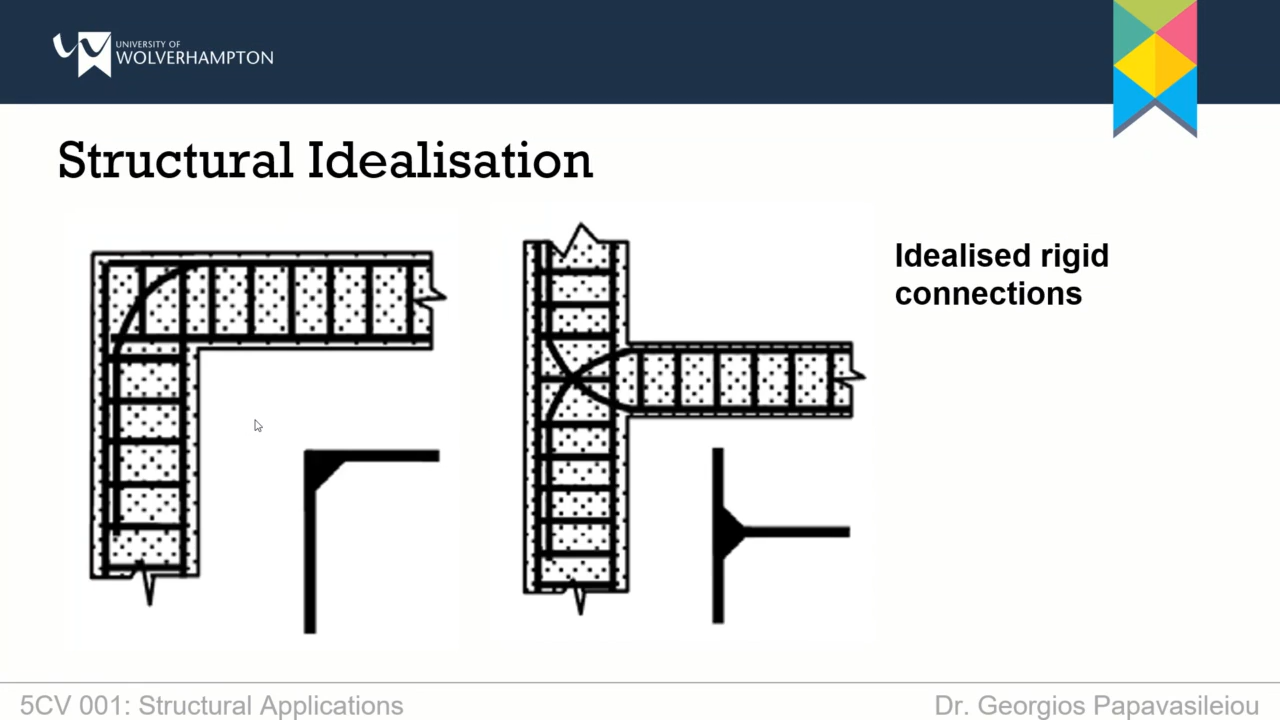 UNIVERSITY OF
WOLVERHAMPTON
Structural Idealisation
Idealised rigid
connections
5CV 001: Structural Applications
Dr. Georgios Papavasileiou